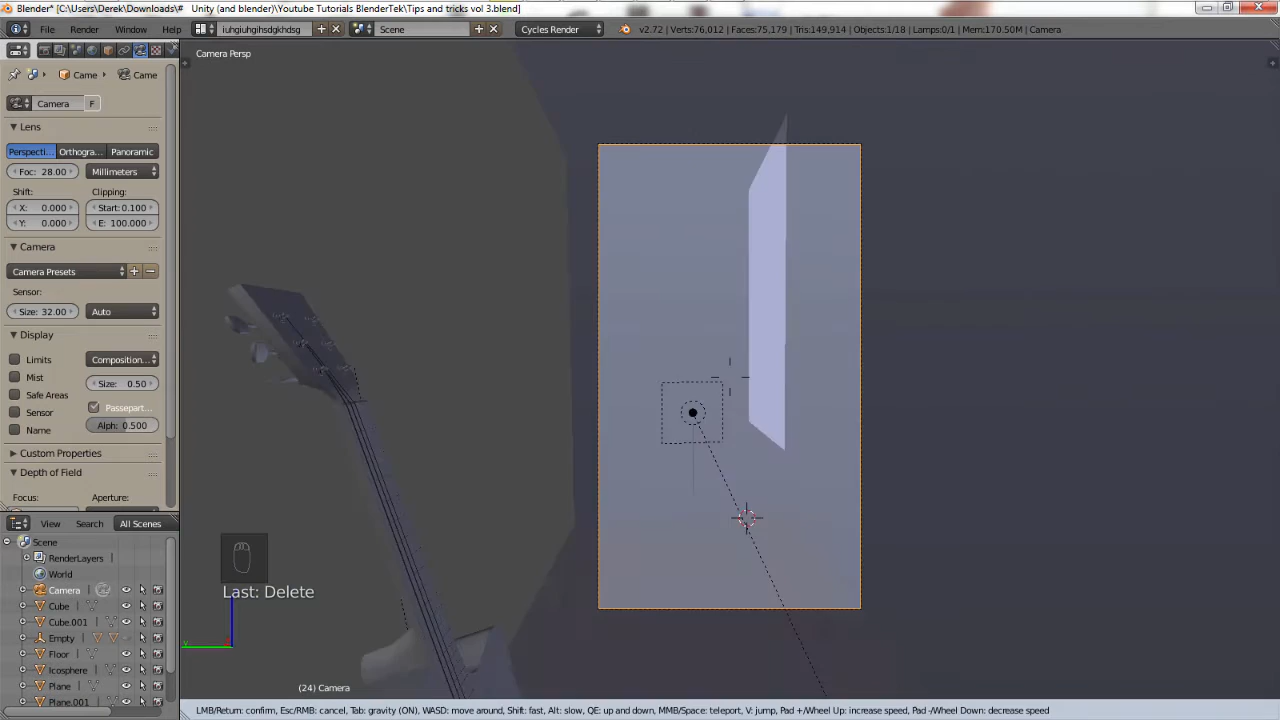 Blender* [C:\Users\Derek\Downloads\# Unity (and blender)\Youtube Tutorials BlenderTek\Tips and tricks vol 3.blend]
File Render Window Help iuhgjughihsdgkhdsg Scene Cycles Render v2.72 | Verts:76,012 | Faces:75,179 | Tris:149,914 | Objects:1/18 | Lamps:0/1 | Mem:170.50M | Camera
Camera Persp
Came Came
Camera F
Lens
Perspecti... Orthogra... Panoramic
Foc: 28.00 Millimeters
Shift: Clipping:
X: 0.000 Start: 0.100
Y: 0.000 E: 100.000
Camera
Camera Presets
Sensor:
Size: 32.00 Auto
Display
Limits Composition...
Mist Size: 0.50
Safe Areas Passepart...
Sensor Alph: 0.500
Name
Custom Properties
Depth of Field
Focus: Aperture:
View Search All Scenes
Scene
RenderLayers
World
Camera
Cube
Cube.001
Empty
Floor
Icosphere
Plane
Plane.001
Last: Delete
(24) Camera
LMB/Return: confirm, Esc/RMB: cancel, Tab: gravity (ON), WASD: move around, Shift: fast, Alt: slow, QE: up and down, MMB/Space: teleport, V: jump, Pad +/Wheel Up: increase speed, Pad -/Wheel Down: decrease speed